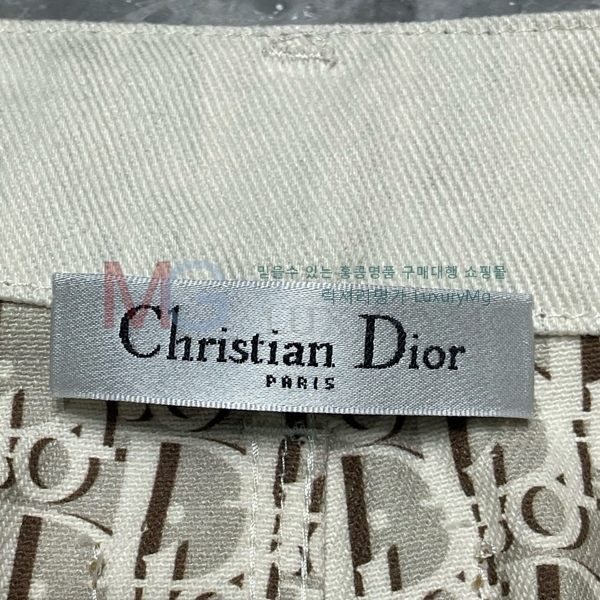 MG
믿을수 있는 홍콩명품 구매대행 쇼핑몰
럭셔리명가 LuxuryMg
Christian Dior
PARIS